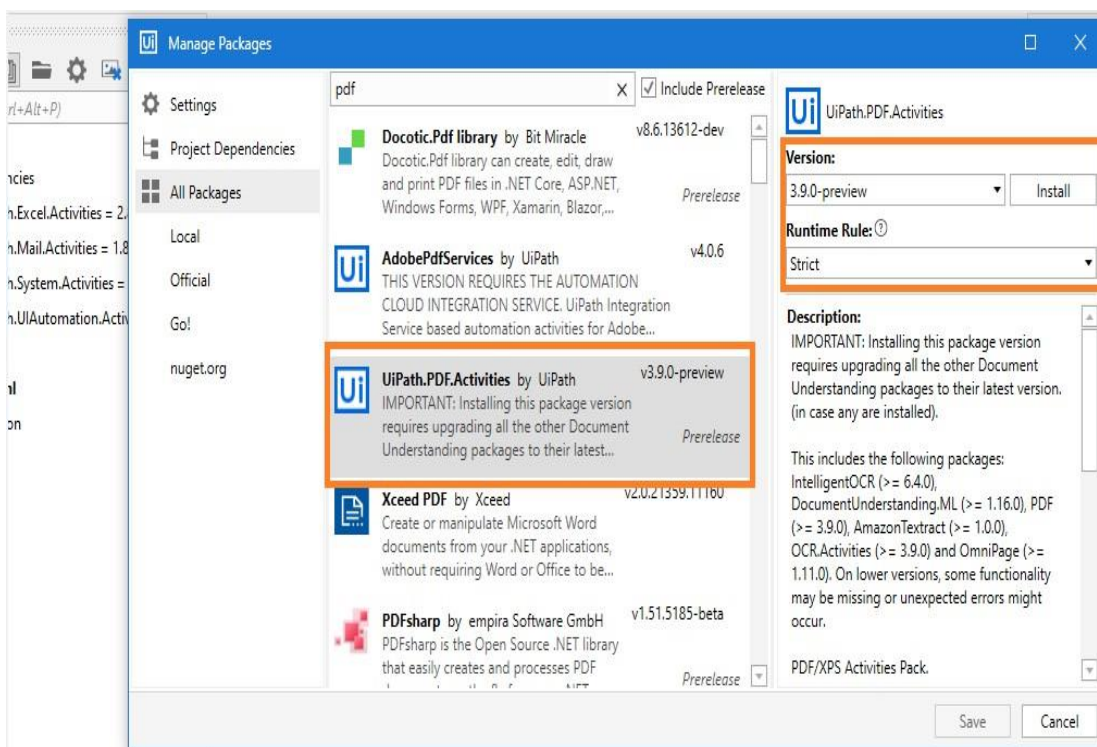 Ui Manage Packages
rl+Alt+P)
ncies
h.Excel.Activities = 2.
h.Mail.Activities = 1.8
h.System.Activities =
h.UIAutomation.Activ
nl
on
Settings
Project Dependencies
All Packages
Local
Official
Go!
nuget.org
pdf
Include Prerelease
Docotic.Pdf library by Bit Miracle v8.6.13612-dev
Docotic.Pdf library can create, edit, draw
and print PDF files in .NET Core, ASP.NET,
Windows Forms, WPF, Xamarin, Blazor,... Prerelease
Ui AdobePdfServices by UiPath v4.0.6
THIS VERSION REQUIRES THE AUTOMATION
CLOUD INTEGRATION SERVICE. UiPath Integration
Service based automation activities for Adobe...
Ui UiPath.PDF.Activities by UiPath v3.9.0-preview
IMPORTANT: Installing this package version
requires upgrading all the other Document
Understanding packages to their latest... Prerelease
Xceed PDF by Xceed v2.0.21359.11160
Create or manipulate Microsoft Word
documents from your .NET applications,
without requiring Word or Office to be...
PDFsharp by empira Software GmbH v1.51.5185-beta
PDFsharp is the Open Source .NET library
that easily creates and processes PDF
Prerelease
Ui UiPath.PDF.Activities
Version:
3.9.0-preview Install
Runtime Rule: ?
Strict
Description:
IMPORTANT: Installing this package version
requires upgrading all the other Document
Understanding packages to their latest version.
(in case any are installed).
This includes the following packages:
IntelligentOCR (>= 6.4.0),
DocumentUnderstanding.ML (>= 1.16.0), PDF
(>= 3.9.0), AmazonTextract (>= 1.0.0),
OCR.Activities (>= 3.9.0) and OmniPage (>=
1.11.0). On lower versions, some functionality
may be missing or unexpected errors might
occur.
PDF/XPS Activities Pack.
Save Cancel